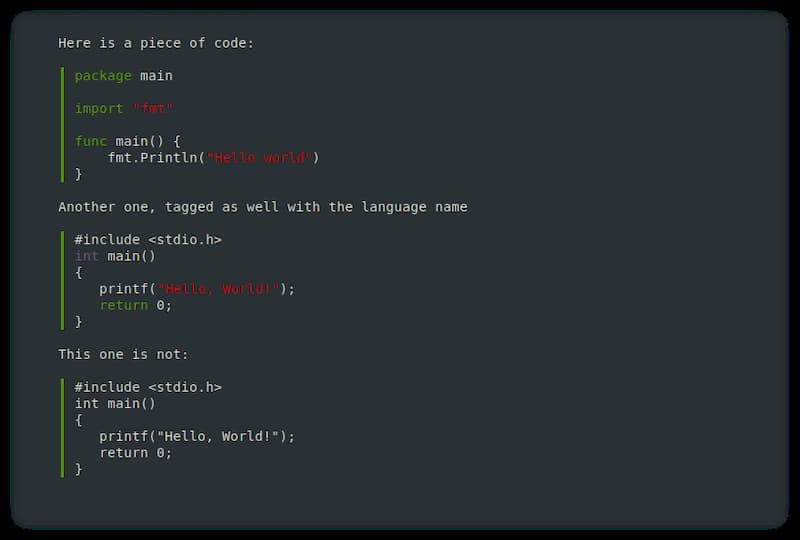 Here is a piece of code:
package main
import "fmt"
func main() {
    fmt.Println("Hello world")
}
Another one, tagged as well with the language name
#include <stdio.h>
int main()
{
   printf("Hello, World!");
   return 0;
}
This one is not:
#include <stdio.h>
int main()
{
   printf("Hello, World!");
   return 0;
}